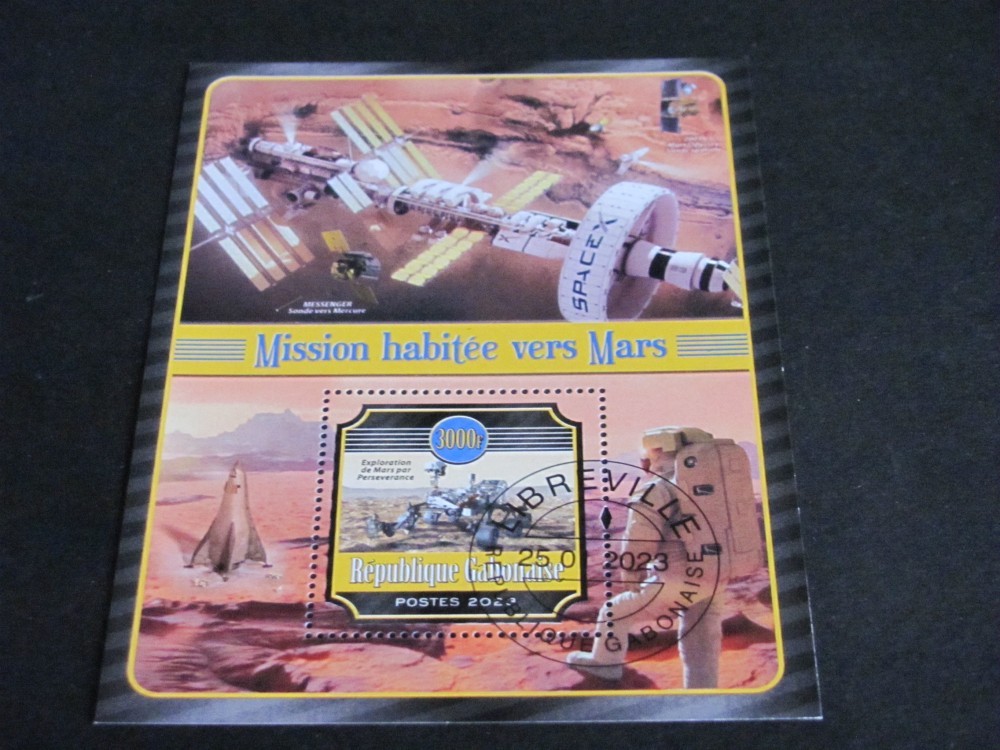 SPACEX
X
MESSENGER
Sonde vers Mercure
Mission habitée vers Mars
3000F
Exploration
de Mars par
Perseverance
République Gabonaise
POSTES 2023
LIBREVILLE
25.0 2023
REPUBLIQUE GABONAISE